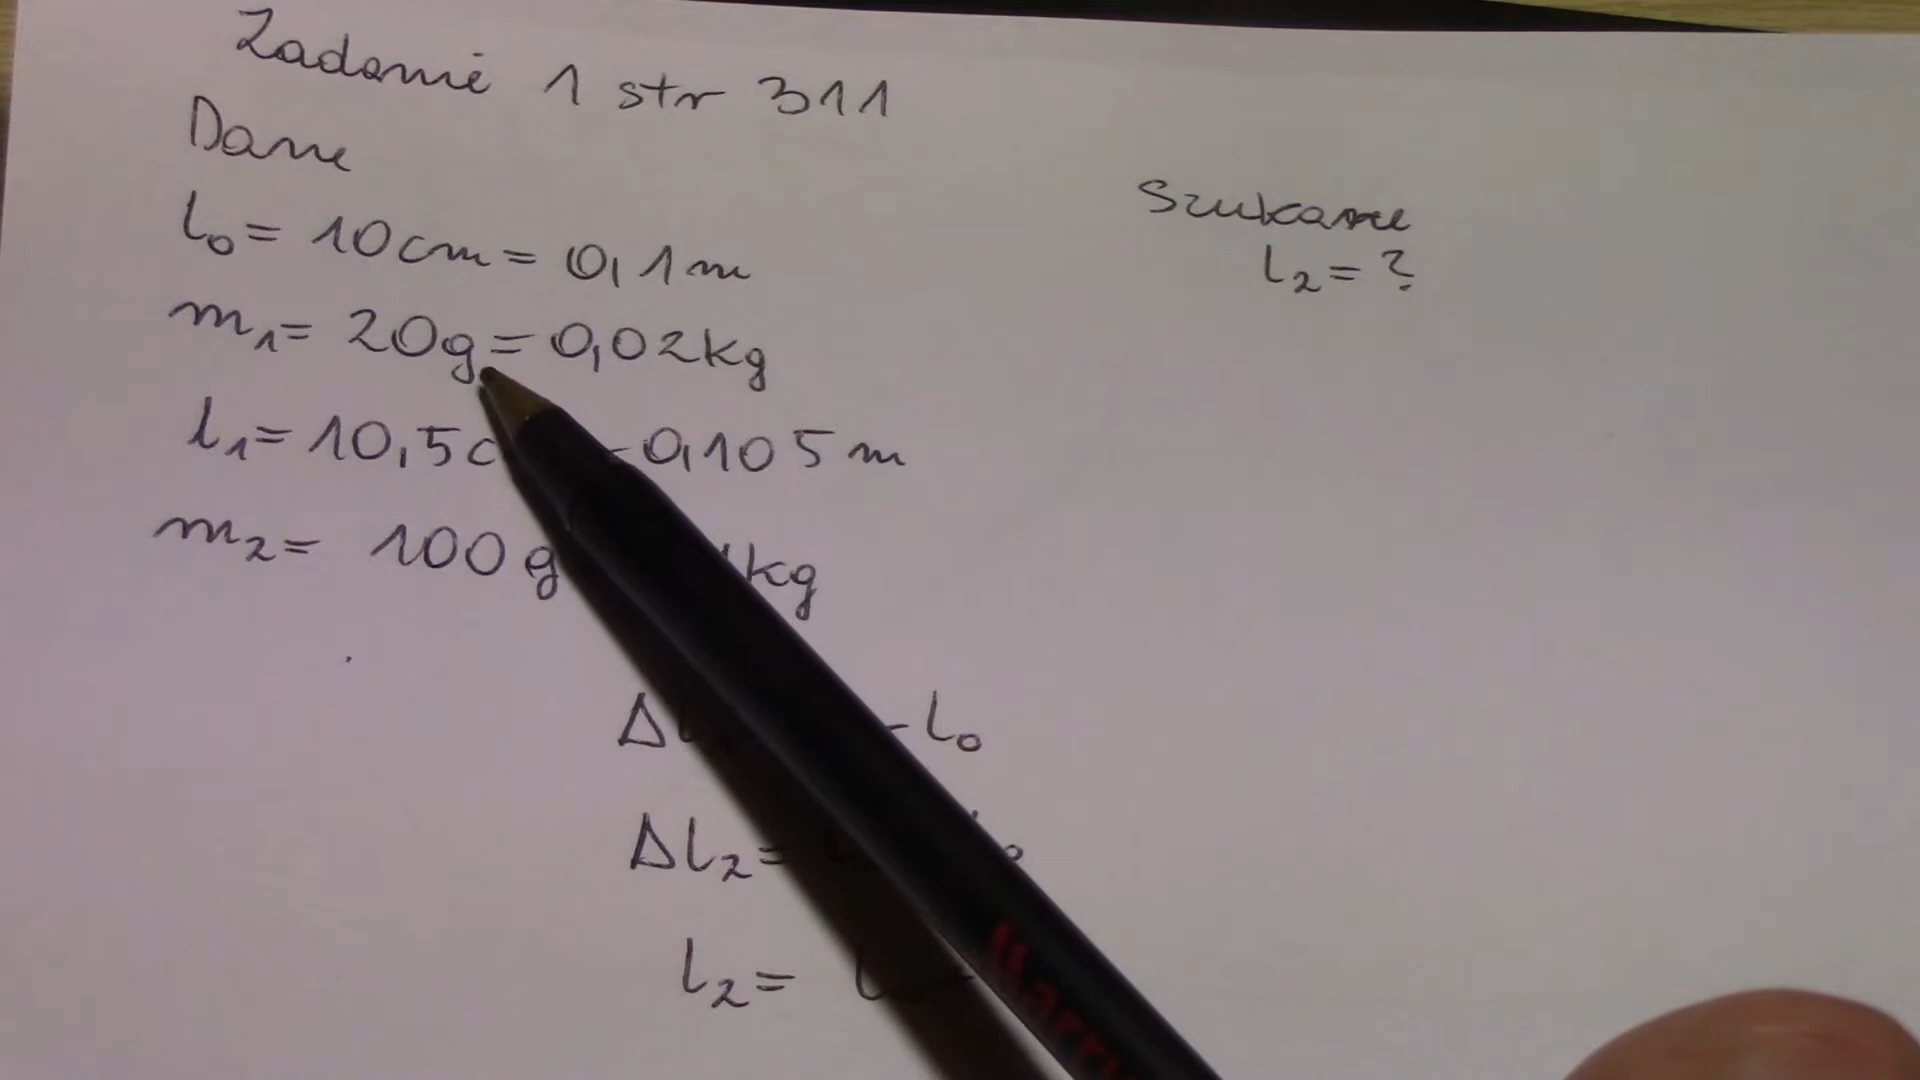 Zadanie 1 str 311
Dane
Szukane
l₀ = 10cm = 0,1m
l₂ = ?
m₁ = 20g = 0,02kg
l₁ = 10,5c 0,105m
m₂ = 100g kg
Δl - l₀
Δl₂ =
l₂ = l